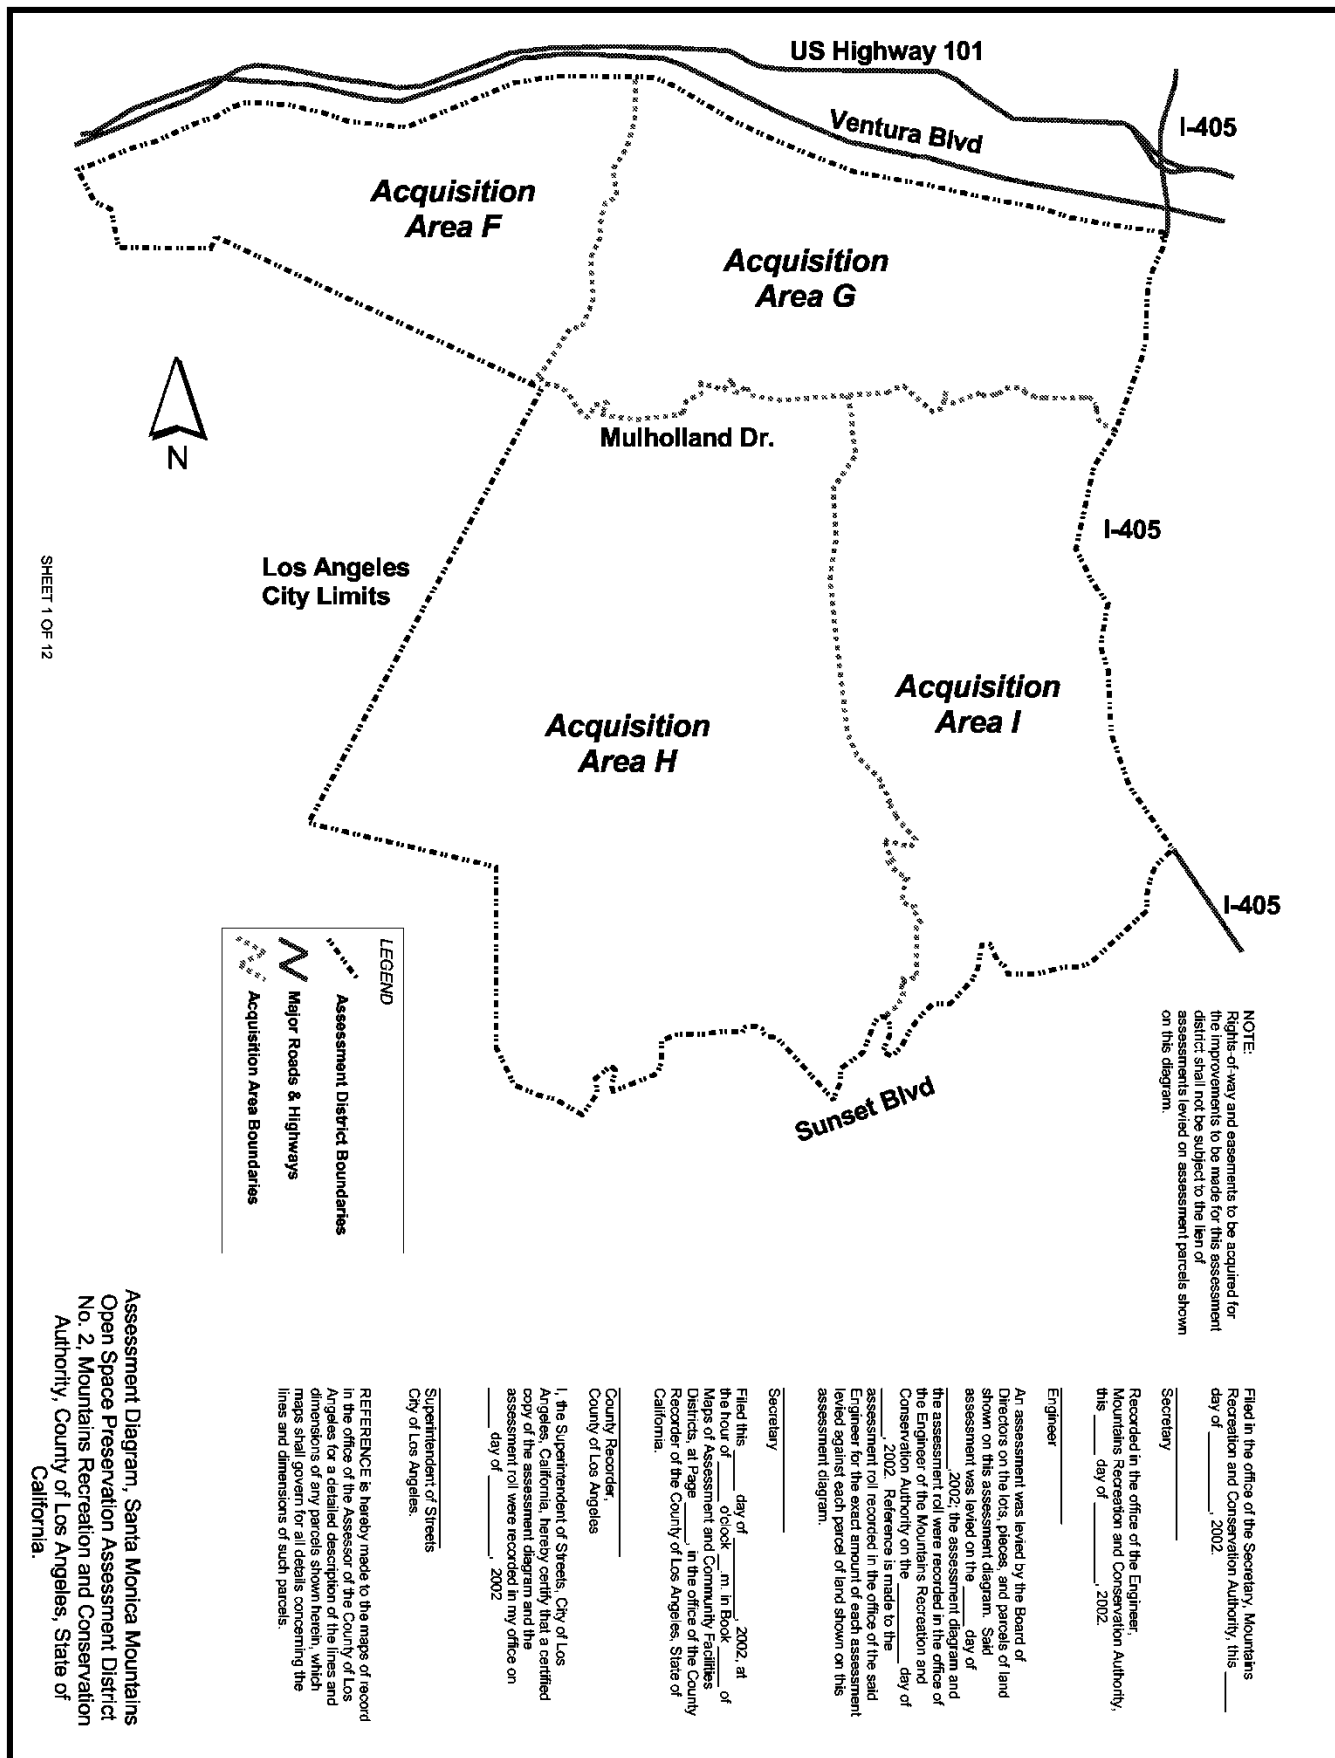 US Highway 101
Ventura Blvd
I-405
Acquisition
Area F
Acquisition
Area G
N
Mulholland Dr.
I-405
Los Angeles
City Limits
Acquisition
Area I
Acquisition
Area H
I-405
Sunset Blvd
SHEET 1 OF 12
LEGEND
Assessment District Boundaries
Major Roads & Highways
Acquisition Area Boundaries
NOTE:
Rights-of-way and easements to be acquired for
the improvements to be made for this assessment
district shall not be subject to the lien of
assessments levied on assessment parcels shown
on this diagram.
Filed in the office of the Secretary, Mountains
Recreation and Conservation Authority, this _____
day of _________, 2002.
Secretary
Recorded in the office of the Engineer,
Mountains Recreation and Conservation Authority,
this _____ day of _________, 2002.
Engineer
An assessment was levied by the Board of
Directors on the lots, pieces, and parcels of land
shown on this assessment diagram. Said
assessment was levied on the _____ day of
_________, 2002; the assessment diagram and
the assessment roll were recorded in the office of
the Engineer of the Mountains Recreation and
Conservation Authority on the _______ day of
_______, 2002. Reference is made to the
assessment roll recorded in the office of the said
Engineer for the exact amount of each assessment
levied against each parcel of land shown on this
assessment diagram.
Secretary
Filed this _____ day of _________, 2002, at
the hour of _____ o'clock __.m. in Book _____ of
Maps of Assessment and Community Facilities
Districts, at Page _____, in the office of the County
Recorder of the County of Los Angeles, State of
California.
County Recorder,
County of Los Angeles
I, the Superintendent of Streets, City of Los
Angeles, California, hereby certify that a certified
copy of the assessment diagram and the
assessment roll were recorded in my office on
_____ day of _________, 2002
Superintendent of Streets
City of Los Angeles.
REFERENCE is hereby made to the maps of record
in the office of the Assessor of the County of Los
Angeles for a detailed description of the lines and
dimensions of any parcels shown herein, which
maps shall govern for all details concerning the
lines and dimensions of such parcels.
Assessment Diagram, Santa Monica Mountains
Open Space Preservation Assessment District
No. 2, Mountains Recreation and Conservation
Authority, County of Los Angeles, State of
California.